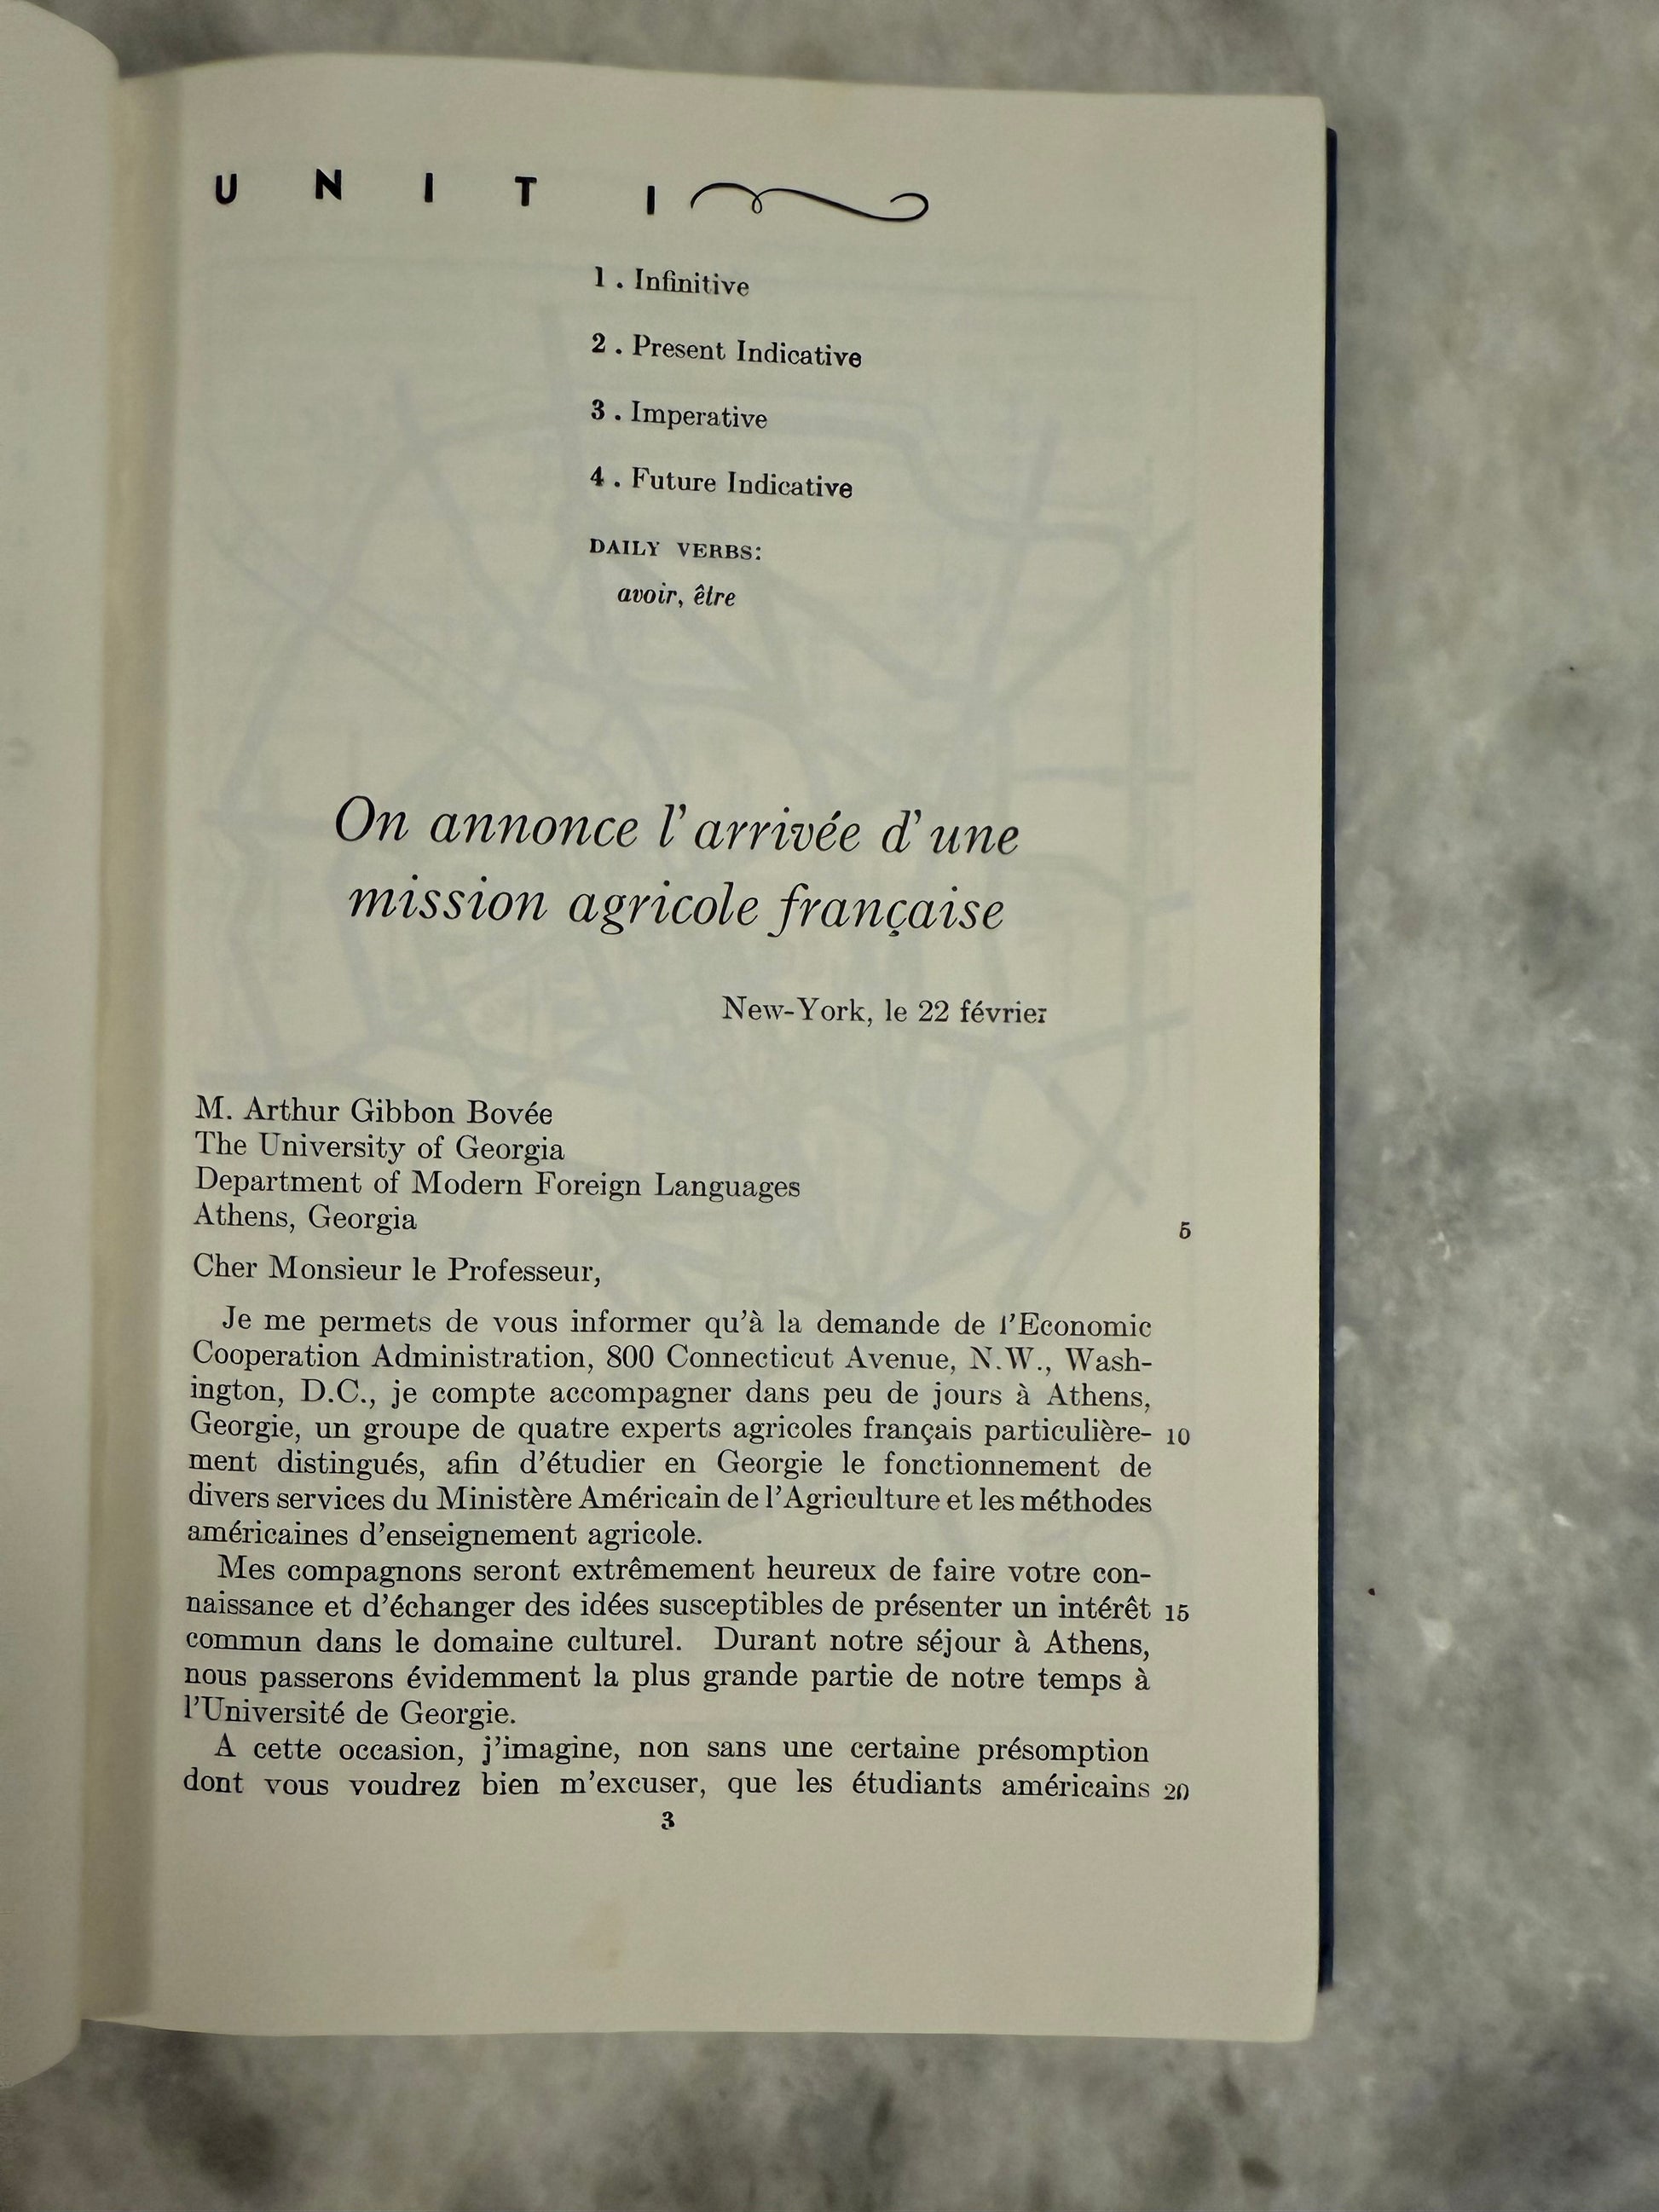 UNIT I
1. Infinitive
2. Present Indicative
3. Imperative
4. Future Indicative
DAILY VERBS:
avoir, être
On annonce l'arrivée d'une
mission agricole française
New-York, le 22 février
M. Arthur Gibbon Bovée
The University of Georgia
Department of Modern Foreign Languages
Athens, Georgia 5
Cher Monsieur le Professeur,
Je me permets de vous informer qu'à la demande de l'Economic
Cooperation Administration, 800 Connecticut Avenue, N.W., Wash-
ington, D.C., je compte accompagner dans peu de jours à Athens,
Georgie, un groupe de quatre experts agricoles français particulière- 10
ment distingués, afin d'étudier en Georgie le fonctionnement de
divers services du Ministère Américain de l'Agriculture et les méthodes
américaines d'enseignement agricole.
Mes compagnons seront extrêmement heureux de faire votre con-
naissance et d'échanger des idées susceptibles de présenter un intérêt 15
commun dans le domaine culturel. Durant notre séjour à Athens,
nous passerons évidemment la plus grande partie de notre temps à
l'Université de Georgie.
A cette occasion, j'imagine, non sans une certaine présomption
dont vous voudrez bien m'excuser, que les étudiants américains 20
3